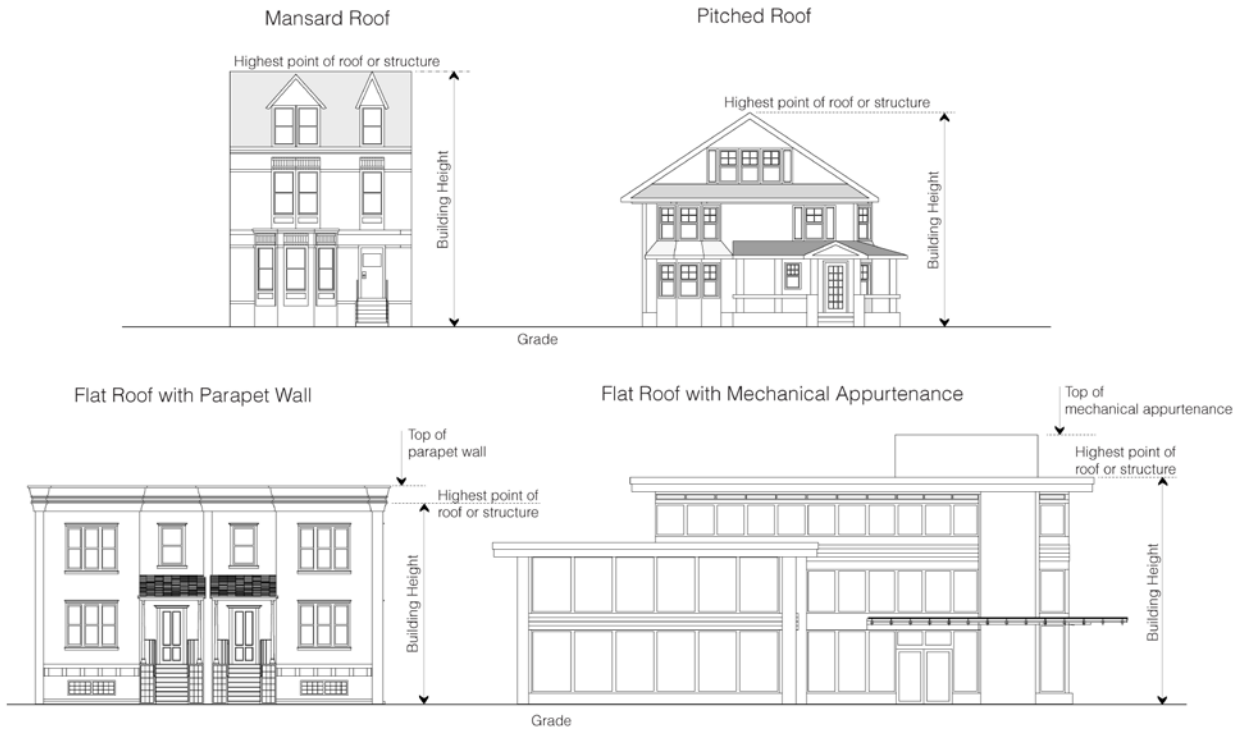 Mansard Roof
Pitched Roof
Highest point of roof or structure
Highest point of roof or structure
Building Height
Building Height
Grade
Flat Roof with Parapet Wall
Flat Roof with Mechanical Appurtenance
Top of
parapet wall
Highest point of
roof or structure
Building Height
Top of
mechanical appurtenance
Highest point of
roof or structure
Building Height
Grade